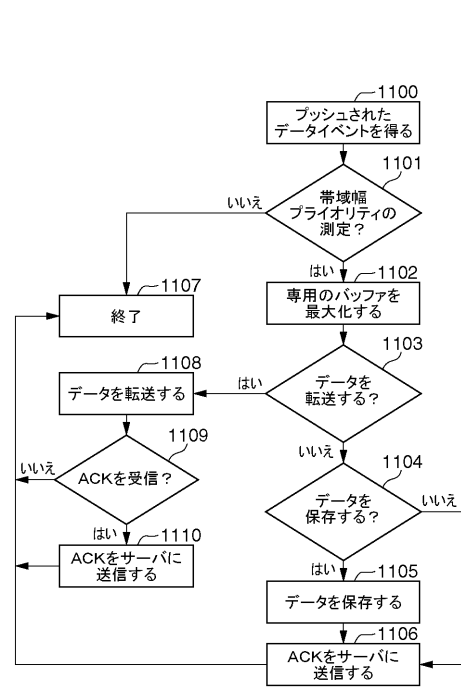 1100
プッシュされた
データイベントを得る
1101
帯域幅
プライオリティの
測定?
いいえ
はい
1102
専用のバッファを
最大化する
1107
終了
1103
データを
転送する?
はい
いいえ
1108
データを転送する
1109
ACKを受信?
いいえ
はい
1104
データを
保存する?
いいえ
はい
1110
ACKをサーバに
送信する
1105
データを保存する
1106
ACKをサーバに
送信する